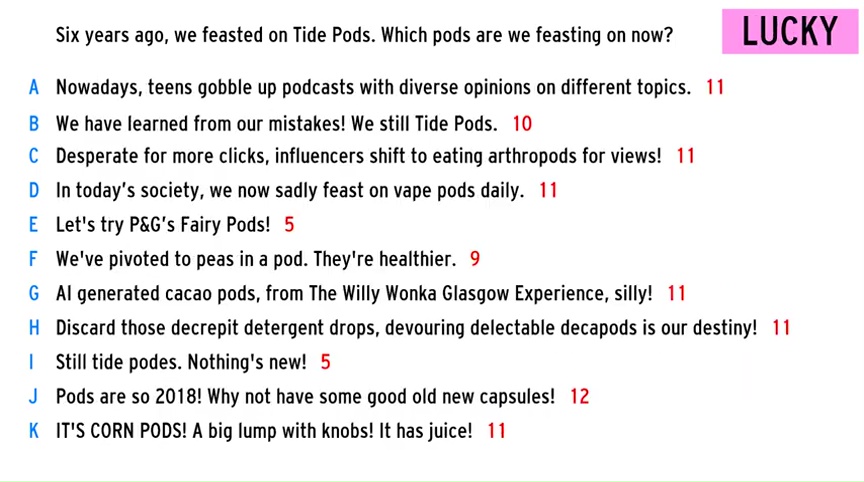 Six years ago, we feasted on Tide Pods. Which pods are we feasting on now?
LUCKY
A Nowadays, teens gobble up podcasts with diverse opinions on different topics. 11
B We have learned from our mistakes! We still Tide Pods. 10
C Desperate for more clicks, influencers shift to eating arthropods for views! 11
D In today's society, we now sadly feast on vape pods daily. 11
E Let's try P&G's Fairy Pods! 5
F We've pivoted to peas in a pod. They're healthier. 9
G AI generated cacao pods, from The Willy Wonka Glasgow Experience, silly! 11
H Discard those decrepit detergent drops, devouring delectable decapods is our destiny! 11
I Still tide podes. Nothing's new! 5
J Pods are so 2018! Why not have some good old new capsules! 12
K IT'S CORN PODS! A big lump with knobs! It has juice! 11